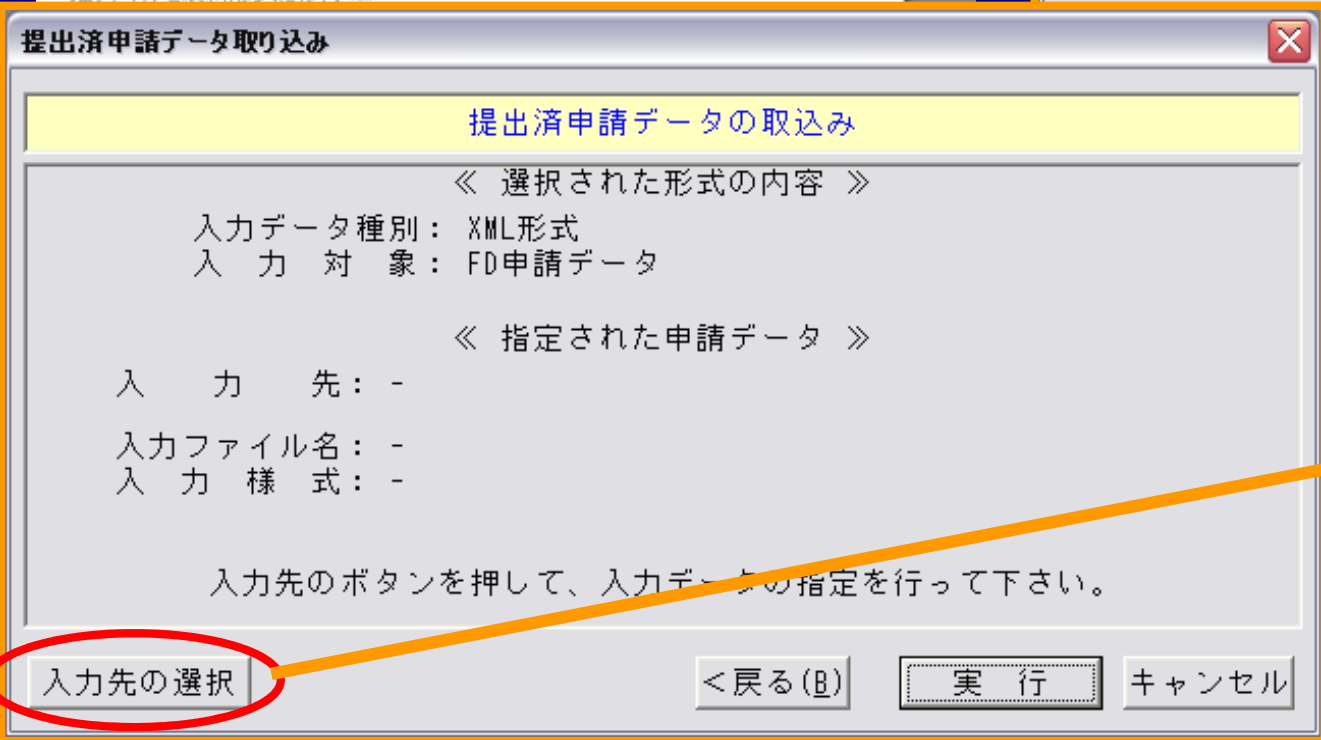 提出済申請データ取り込み
提出済申請データの取込み
≪ 選択された形式の内容 ≫
入力データ種別： XML形式
入 力 対 象： FD申請データ
≪ 指定された申請データ ≫
入 力 先： -
入力ファイル名： -
入 力 様 式： -
入力先のボタンを押して、入力データの指定を行って下さい。
入力先の選択 <戻る(B) 実 行 キャンセル